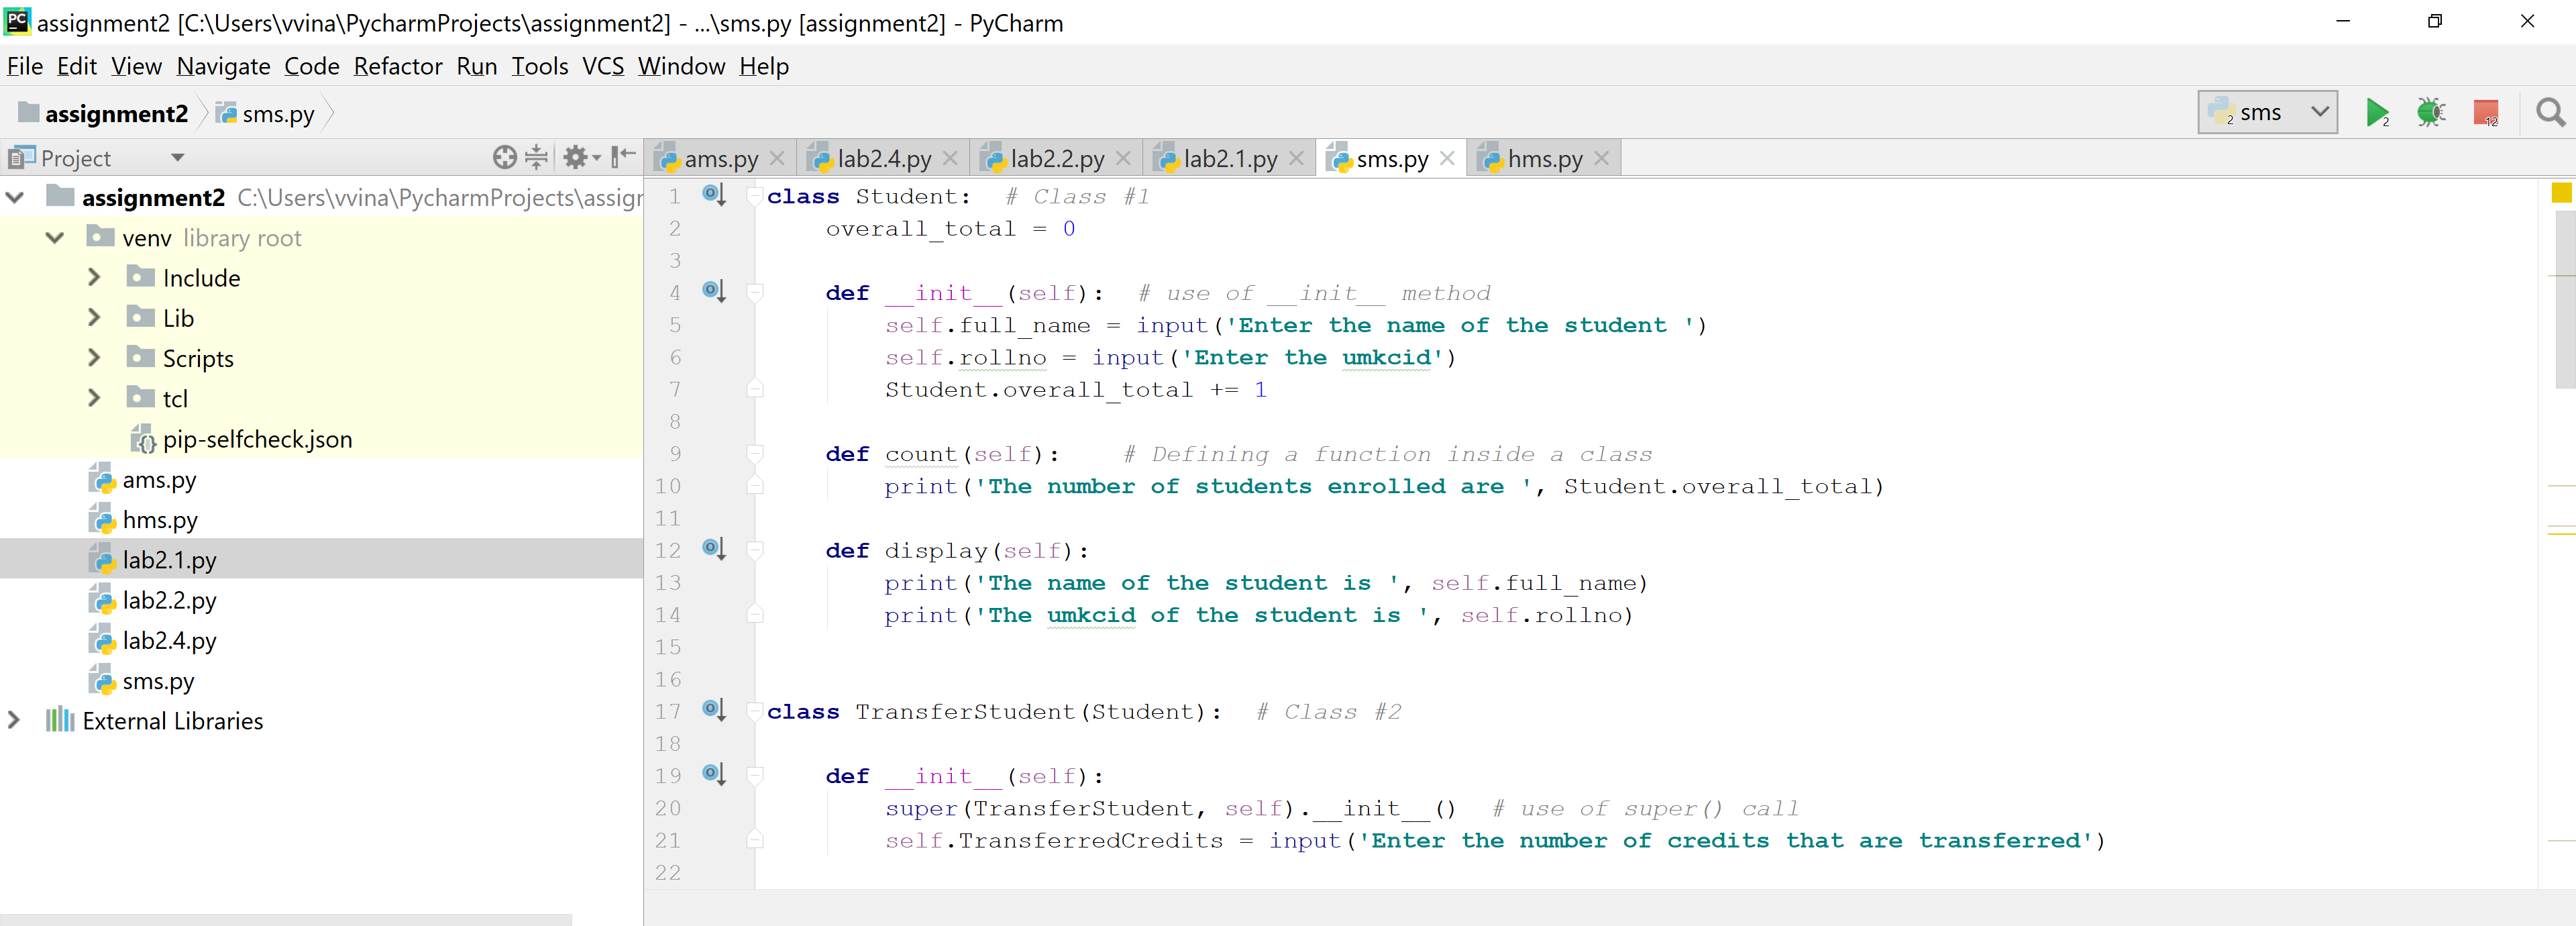 assignment2 [C:\Users\vvina\PycharmProjects\assignment2] - ...\sms.py [assignment2] - PyCharm
File Edit View Navigate Code Refactor Run Tools VCS Window Help
assignment2 sms.py
2 sms 2 12
Project
ams.py lab2.4.py lab2.2.py lab2.1.py sms.py hms.py
assignment2 C:\Users\vvina\PycharmProjects\assigr
venv library root
Include
Lib
Scripts
tcl
pip-selfcheck.json
ams.py
hms.py
lab2.1.py
lab2.2.py
lab2.4.py
sms.py
External Libraries
1 class Student:  # Class #1
2     overall_total = 0
3
4     def __init__(self):  # use of __init__ method
5         self.full_name = input('Enter the name of the student ')
6         self.rollno = input('Enter the umkcid')
7         Student.overall_total += 1
8
9     def count(self):    # Defining a function inside a class
10         print('The number of students enrolled are ', Student.overall_total)
11
12     def display(self):
13         print('The name of the student is ', self.full_name)
14         print('The umkcid of the student is ', self.rollno)
15
16
17 class TransferStudent(Student):  # Class #2
18
19     def __init__(self):
20         super(TransferStudent, self).__init__()  # use of super() call
21         self.TransferredCredits = input('Enter the number of credits that are transferred')
22